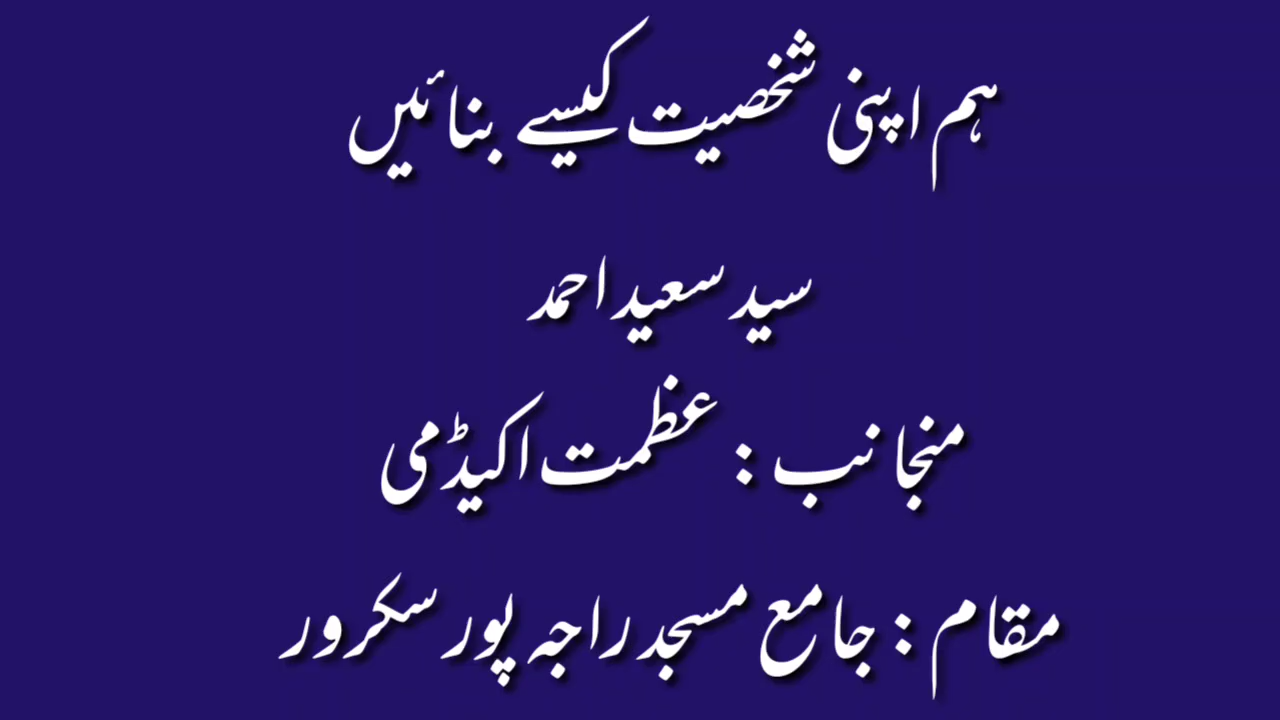 ہم اپنی شخصیت کیسے بنائیں
سید سعید احمد
منجانب : عظمت اکیڈمی
مقام : جامع مسجد راجہ پور سکرور